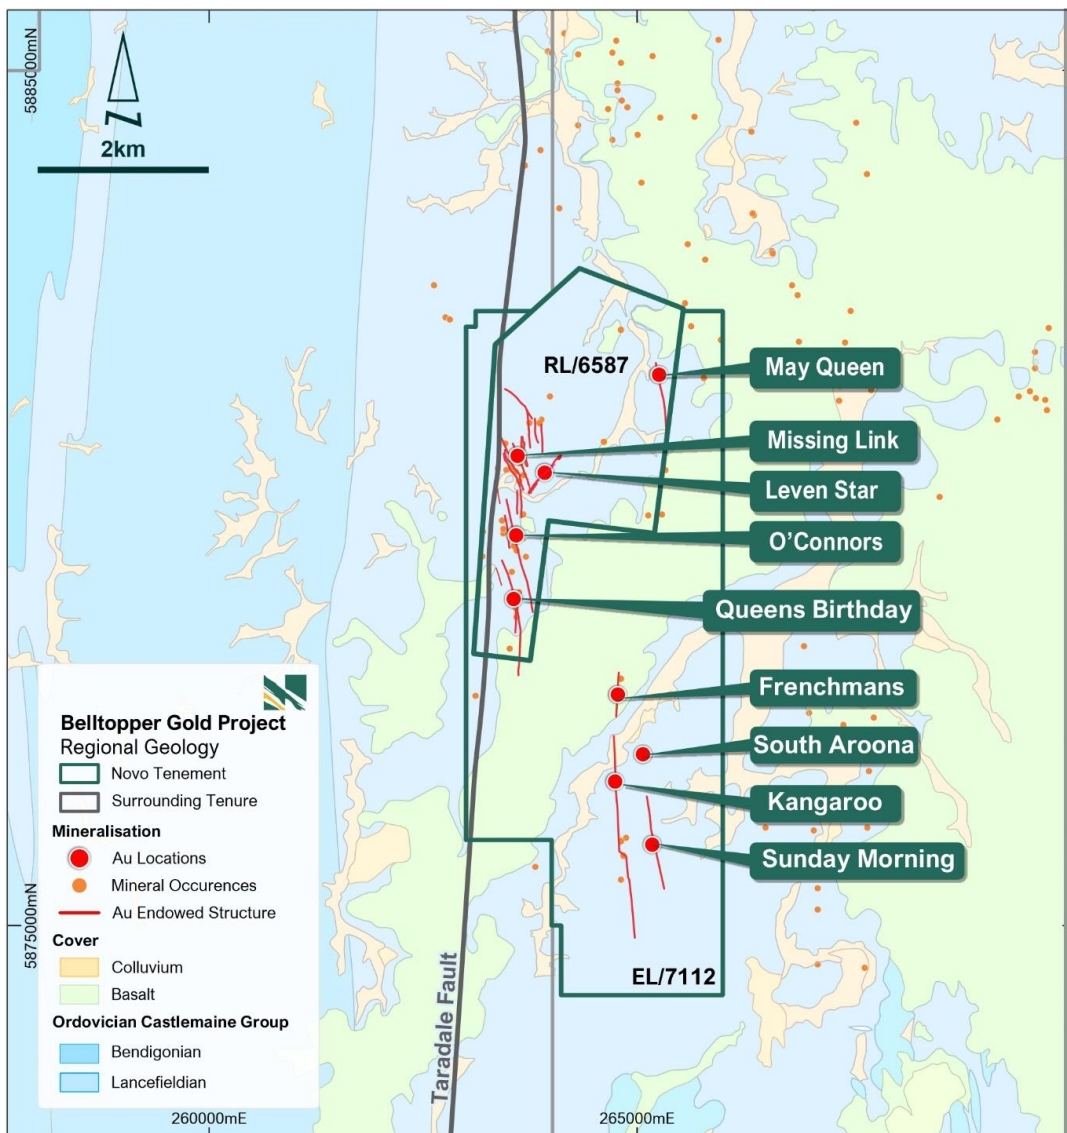 5885000mN
N
2km
RL/6587
May Queen
Missing Link
Leven Star
O'Connors
Queens Birthday
Frenchmans
South Aroona
Kangaroo
Sunday Morning
EL/7112
Taradale Fault
Belltopper Gold Project
Regional Geology
Novo Tenement
Surrounding Tenure
Mineralisation
Au Locations
Mineral Occurences
Au Endowed Structure
Cover
Colluvium
Basalt
Ordovician Castlemaine Group
Bendigonian
Lancefieldian
5875000mN
260000mE
265000mE